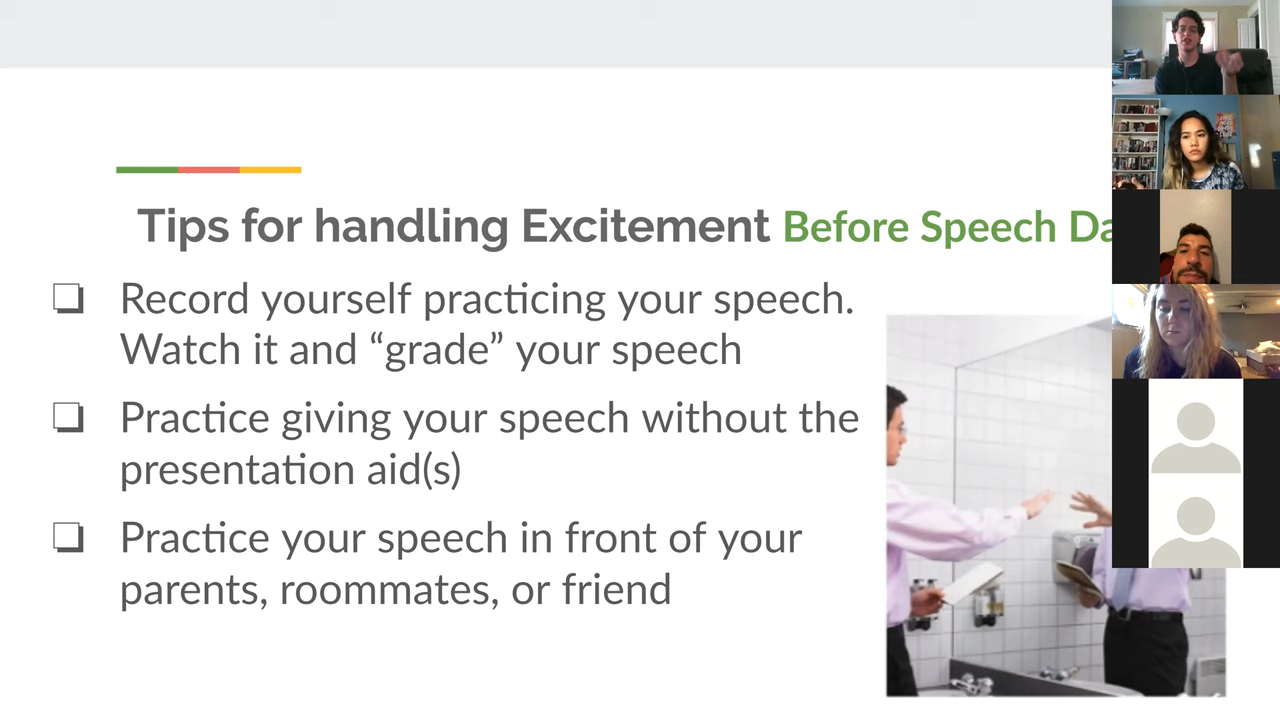 Tips for handling Excitement Before Speech Da
❏ Record yourself practicing your speech.
Watch it and “grade” your speech
❏ Practice giving your speech without the
presentation aid(s)
❏ Practice your speech in front of your
parents, roommates, or friend